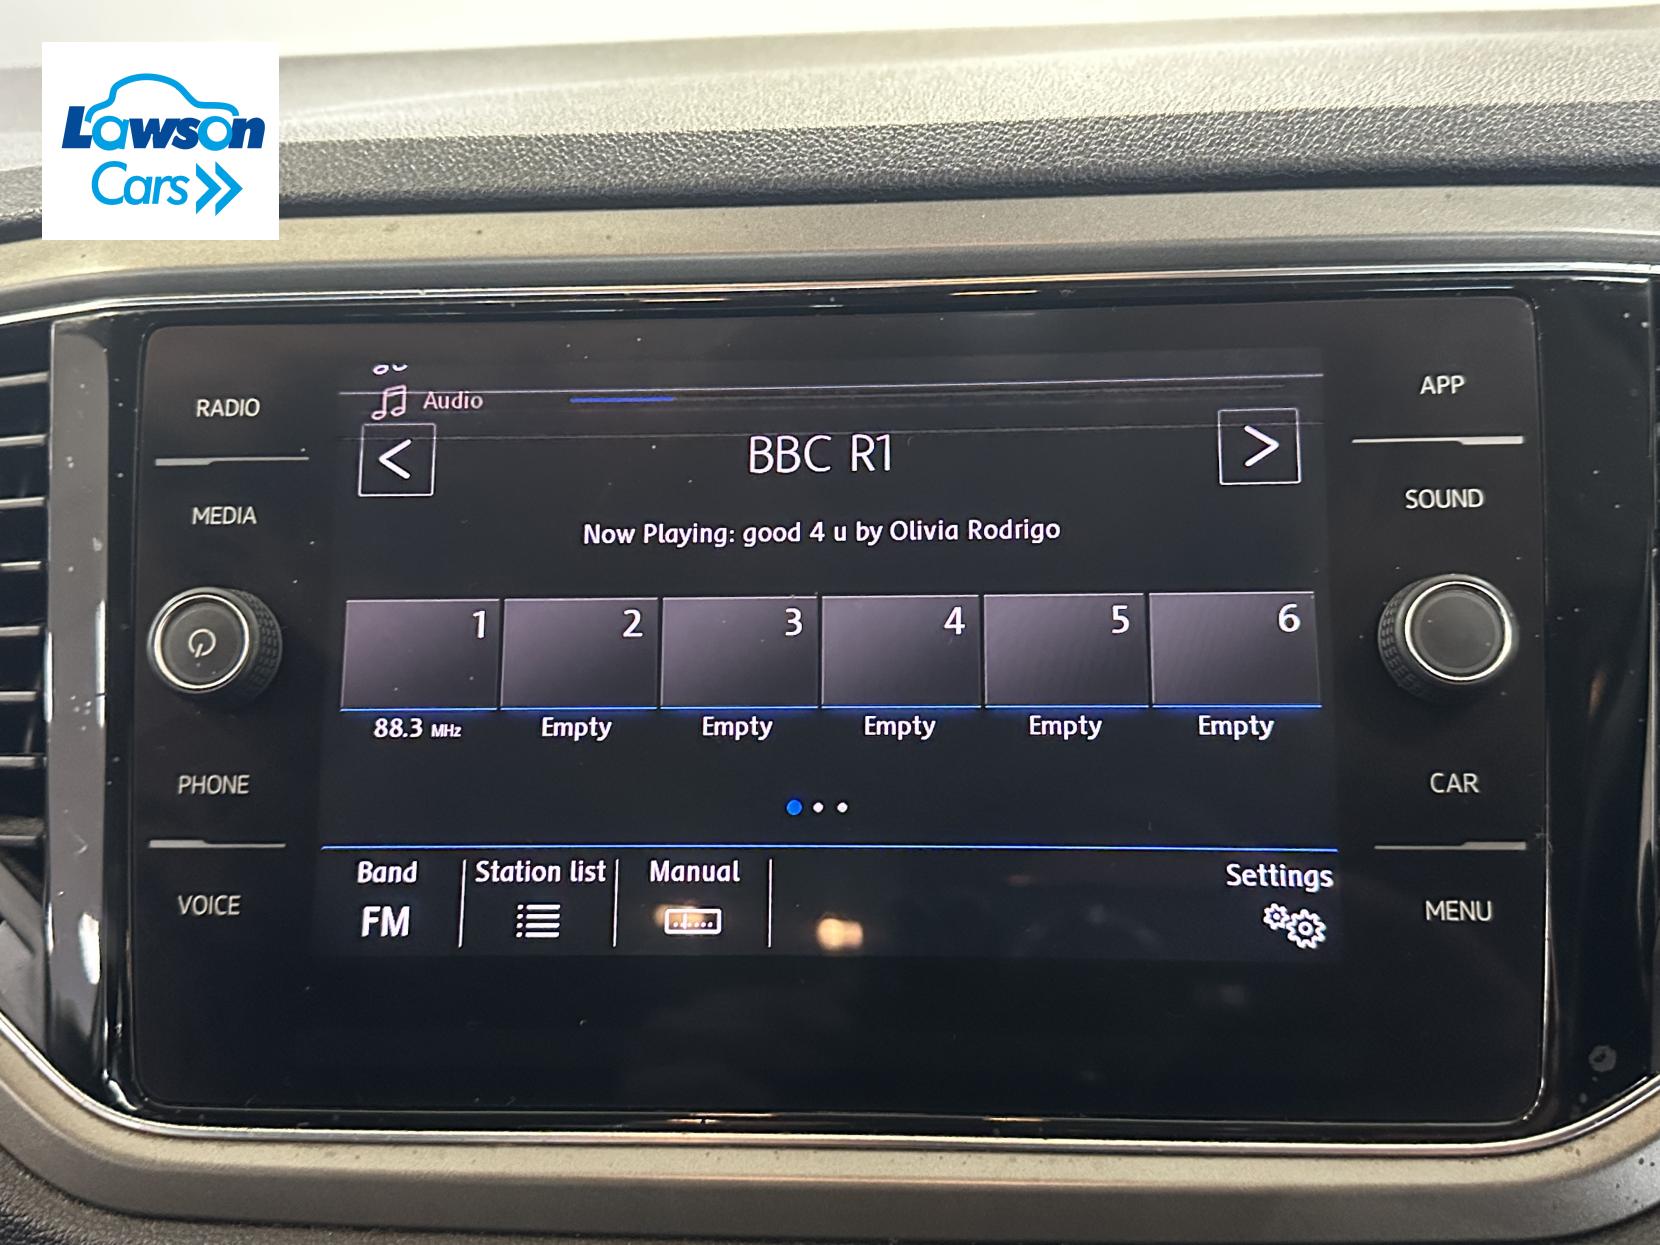 Lawson
Cars
RADIO
MEDIA
PHONE
VOICE
Audio
BBC R1
Now Playing: good 4 u by Olivia Rodrigo
1 2 3 4 5 6
88.3 MHz Empty Empty Empty Empty Empty
Band Station list Manual Settings
FM
APP
SOUND
CAR
MENU